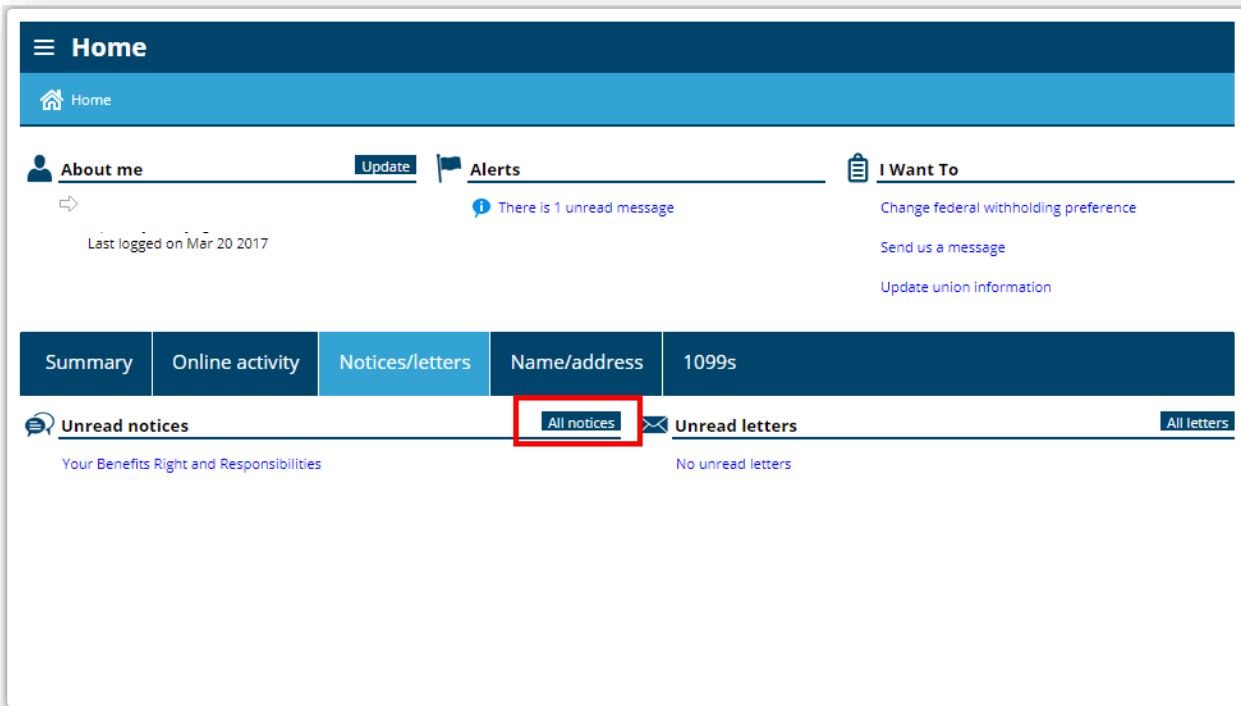 Home
Home
About me
Update
Last logged on Mar 20 2017
Alerts
There is 1 unread message
I Want To
Change federal withholding preference
Send us a message
Update union information
Summary Online activity Notices/letters Name/address 1099s
Unread notices
All notices
Your Benefits Right and Responsibilities
Unread letters
All letters
No unread letters